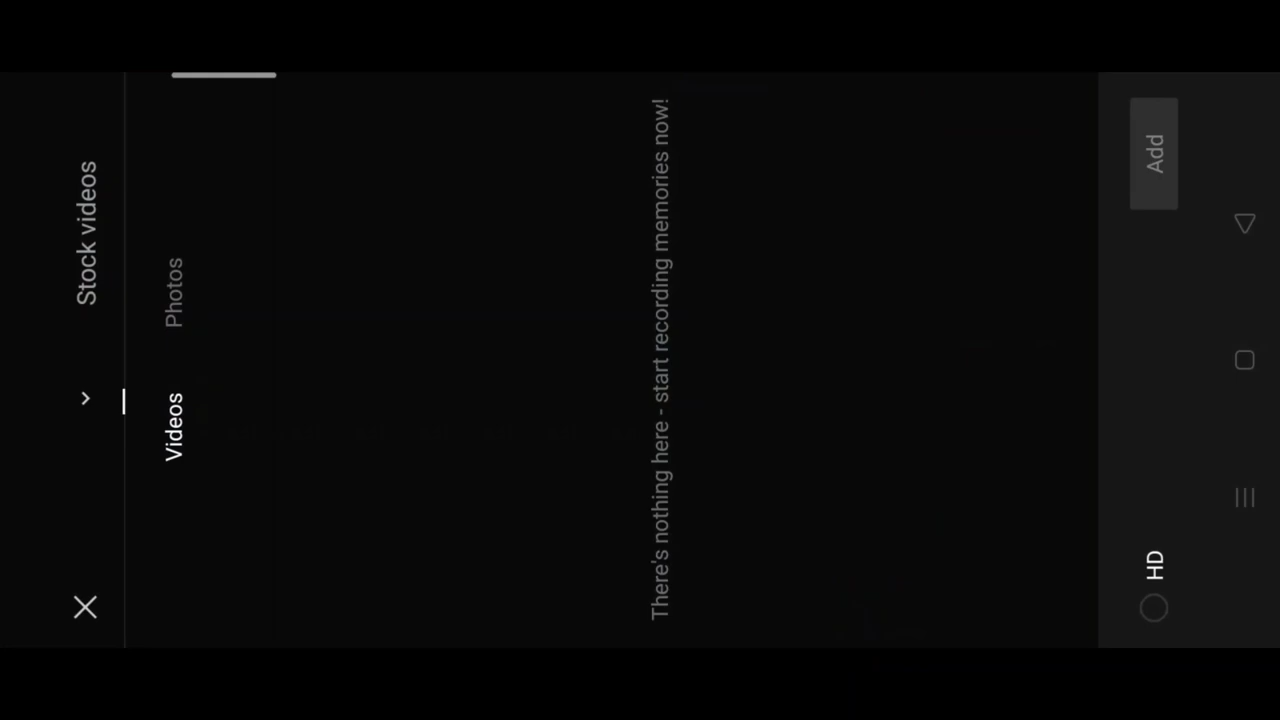 Stock videos
Videos
Photos
There's nothing here - start recording memories now!
HD
Add